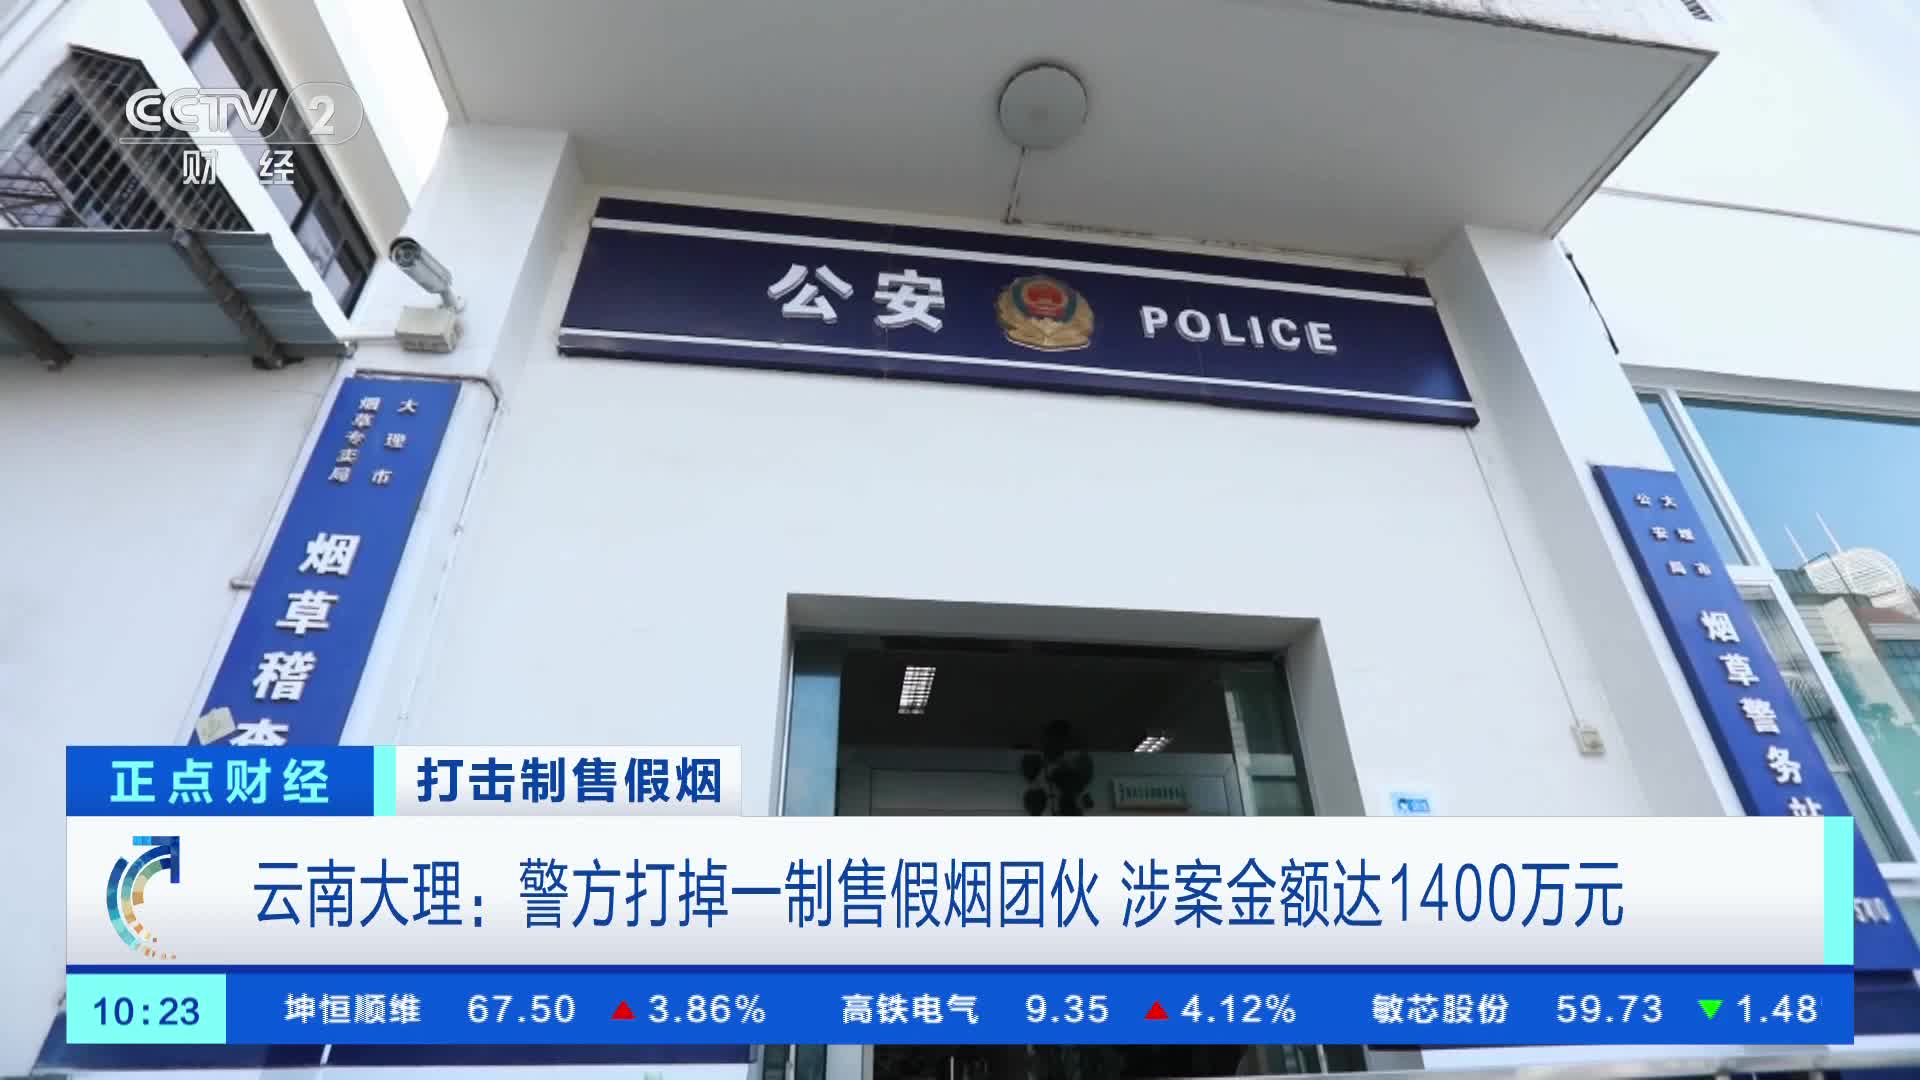 CCTV 2
财 经
公安 POLICE
大理市
烟草专卖局
烟草稽查
大理市
公安局
烟草警务站
正点财经
打击制售假烟
云南大理：警方打掉一制售假烟团伙 涉案金额达1400万元
10:23
坤恒顺维 67.50 ▲ 3.86% 高铁电气 9.35 ▲ 4.12% 敏芯股份 59.73 ▼ 1.48